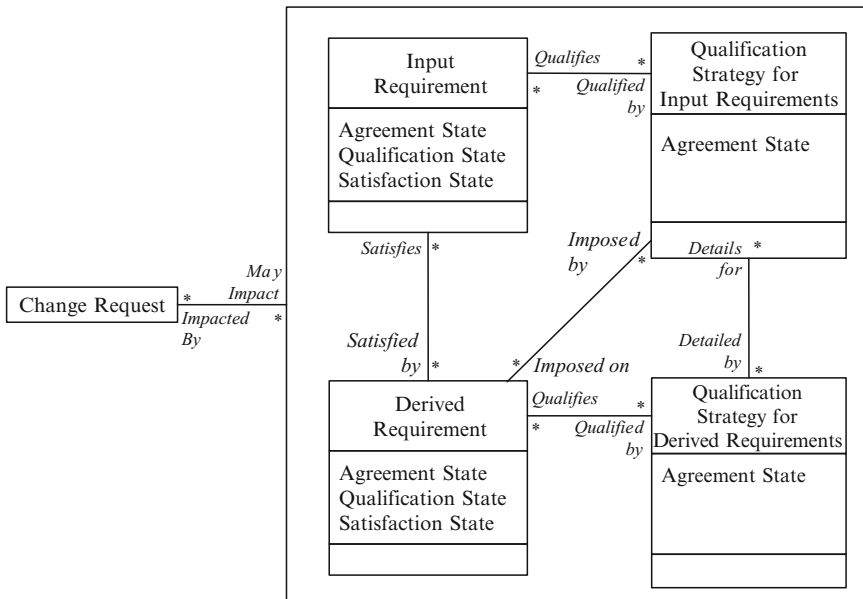 Input
Requirement
Agreement State
Qualification State
Satisfaction State
Qualifies
*
*
Qualified
by
Qualification
Strategy for
Input Requirements
Agreement State
Satisfies
*
Imposed
by
*
Details
for
*
Change Request
*
Impacted
By
May
Impact
*
Satisfied
by
*
*
Imposed on
Detailed
by
*
Derived
Requirement
Agreement State
Qualification State
Satisfaction State
Qualifies
*
*
Qualified
by
Qualification
Strategy for
Derived Requirements
Agreement State